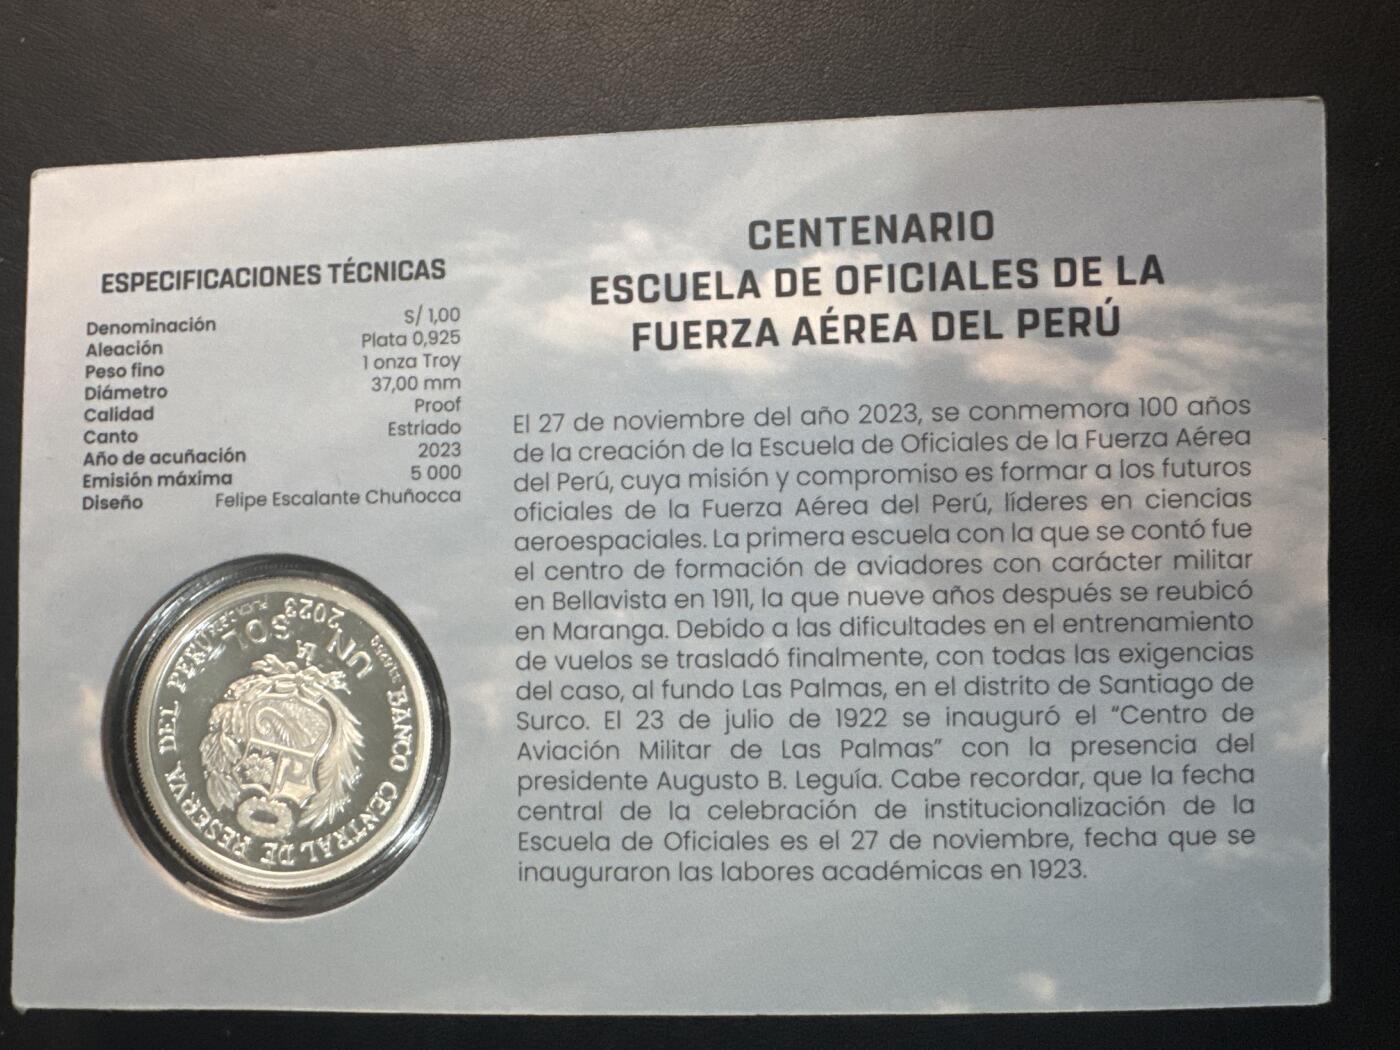 ESPECIFICACIONES TÉCNICAS
Denominación S/ 1,00
Aleación Plata 0,925
Peso fino 1 onza Troy
Diámetro 37,00 mm
Calidad Proof
Canto Estriado
Año de acuñación 2023
Emisión máxima 5 000
Diseño Felipe Escalante Chuñocca
CENTENARIO
ESCUELA DE OFICIALES DE LA
FUERZA AÉREA DEL PERÚ
El 27 de noviembre del año 2023, se conmemora 100 años
de la creación de la Escuela de Oficiales de la Fuerza Aérea
del Perú, cuya misión y compromiso es formar a los futuros
oficiales de la Fuerza Aérea del Perú, líderes en ciencias
aeroespaciales. La primera escuela con la que se contó fue
el centro de formación de aviadores con carácter militar
en Bellavista en 1911, la que nueve años después se reubicó
en Maranga. Debido a las dificultades en el entrenamiento
de vuelos se trasladó finalmente, con todas las exigencias
del caso, al fundo Las Palmas, en el distrito de Santiago de
Surco. El 23 de julio de 1922 se inauguró el “Centro de
Aviación Militar de Las Palmas” con la presencia del
presidente Augusto B. Leguía. Cabe recordar, que la fecha
central de la celebración de institucionalización de la
Escuela de Oficiales es el 27 de noviembre, fecha que se
inauguraron las labores académicas en 1923.
BANCO CENTRAL DE RESERVA DEL PERÚ
UN SOL
2023